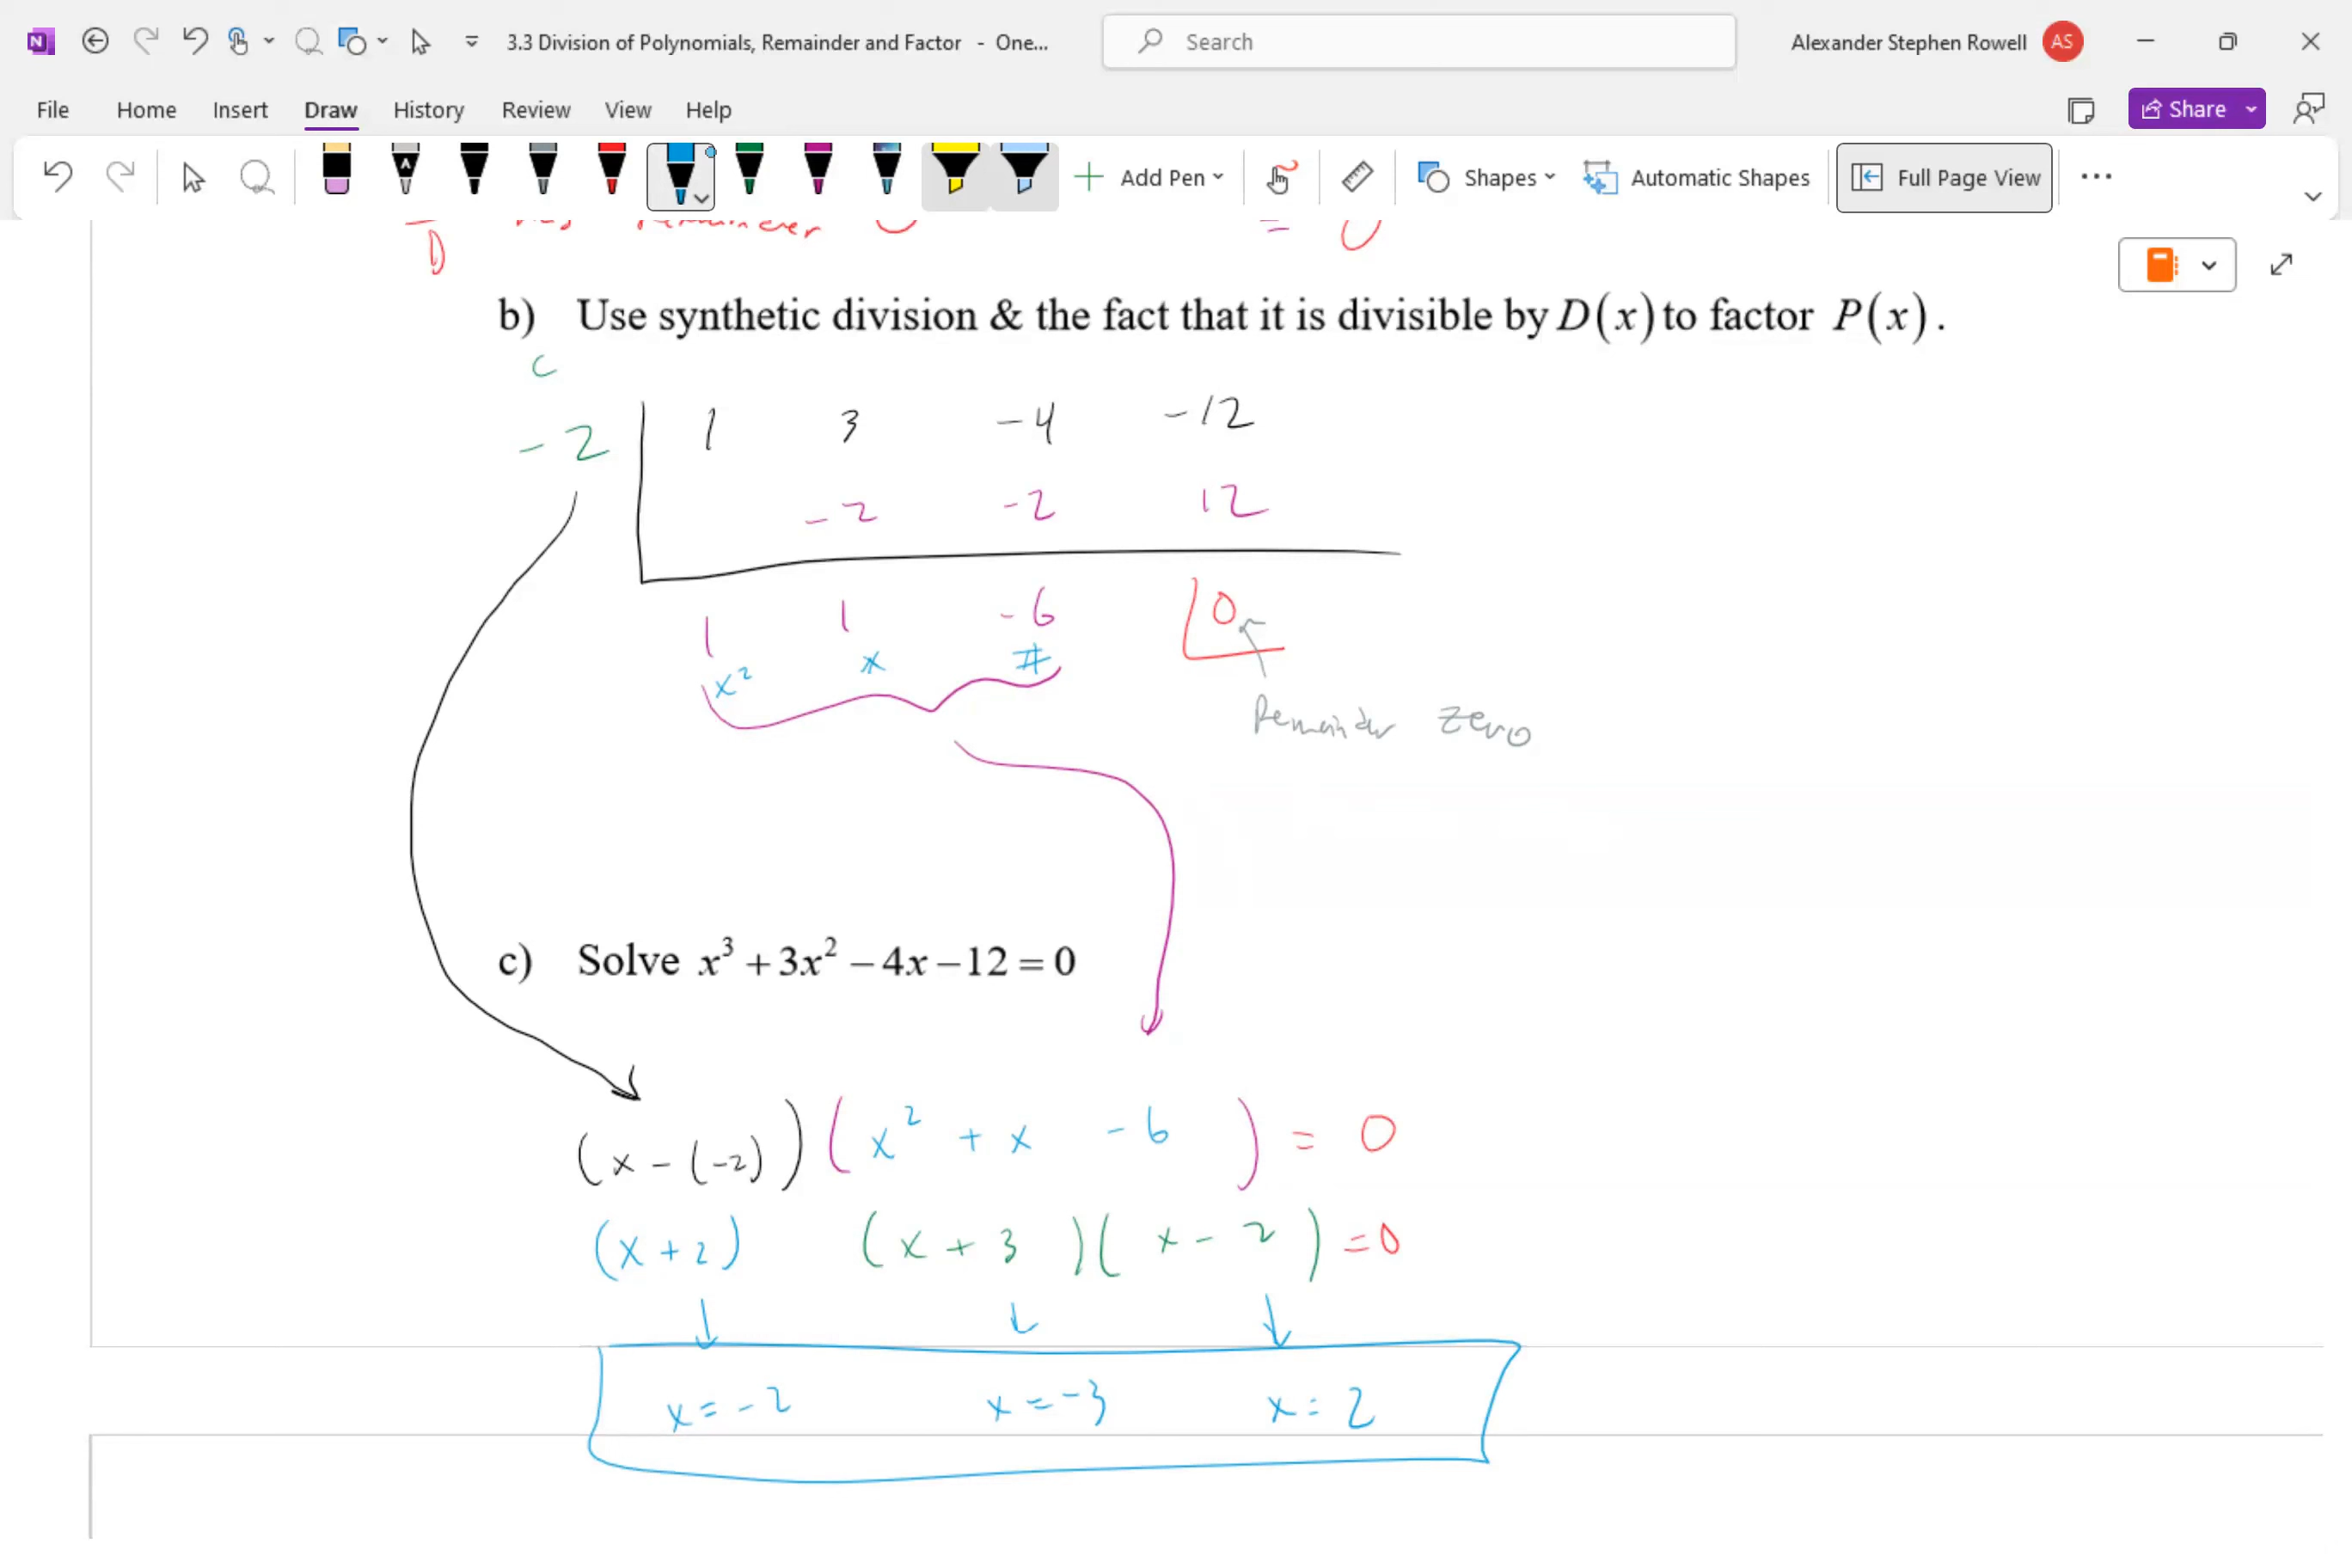 3.3 Division of Polynomials, Remainder and Factor - One...
Search
Alexander Stephen Rowell AS
File Home Insert Draw History Review View Help
Share
Add Pen Shapes Automatic Shapes Full Page View
D remainder 0 = 0
b) Use synthetic division & the fact that it is divisible by D(x) to factor P(x).
c
-2 1 3 -4 -12
-2 -2 12
1 1 -6 0
x² x #
Remainder zero
c) Solve x³ + 3x² − 4x − 12 = 0
(x - (-2)) (x² + x - 6) = 0
(x + 2) (x + 3)(x - 2) = 0
x = -2 x = -3 x = 2